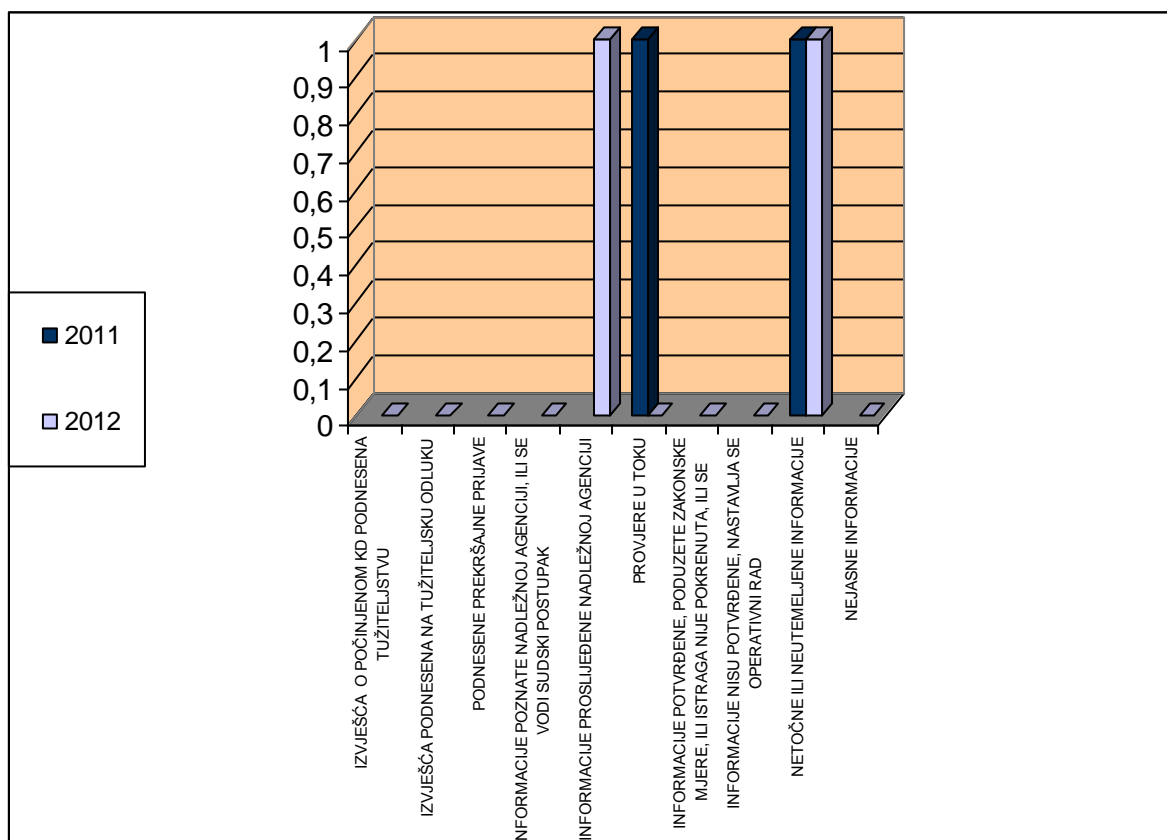 1
0,9
0,8
0,7
0,6
0,5
0,4
0,3
0,2
0,1
0
2011
2012
IZVJEŠĆA O POČINJENOM KD PODNESENA
TUŽITELJSTVU
IZVJEŠĆA PODNESENA NA TUŽITELJSKU ODLUKU
PODNESENE PREKRŠAJNE PRIJAVE
NFORMACIJE POZNATE NADLEŽNOJ AGENCIJI, ILI SE
VODI SUDSKI POSTUPAK
INFORMACIJE PROSLIJEĐENE NADLEŽNOJ AGENCIJI
PROVJERE U TOKU
INFORMACIJE POTVRĐENE, PODUZETE ZAKONSKE
MJERE, ILI ISTRAGA NIJE POKRENUTA, ILI SE
INFORMACIJE NISU POTVRĐENE, NASTAVLJA SE
OPERATIVNI RAD
NETOČNE ILI NEUTEMELJENE INFORMACIJE
NEJASNE INFORMACIJE